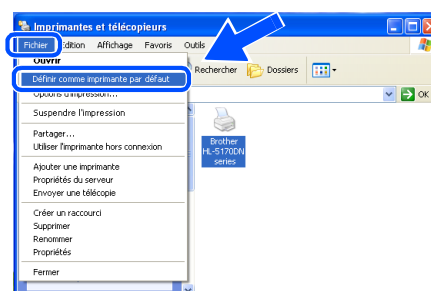 Imprimantes et télécopieurs
Fichier Edition Affichage Favoris Outils
Ouvrir
Rechercher Dossiers
Définir comme imprimante par défaut
Options d'impression...
OK
Suspendre l'impression
Partager...
Utiliser l'imprimante hors connexion
Ajouter une imprimante
Propriétés du serveur
Envoyer une télécopie
Créer un raccourci
Supprimer
Renommer
Propriétés
Fermer
Brother
HL-5170DN
series